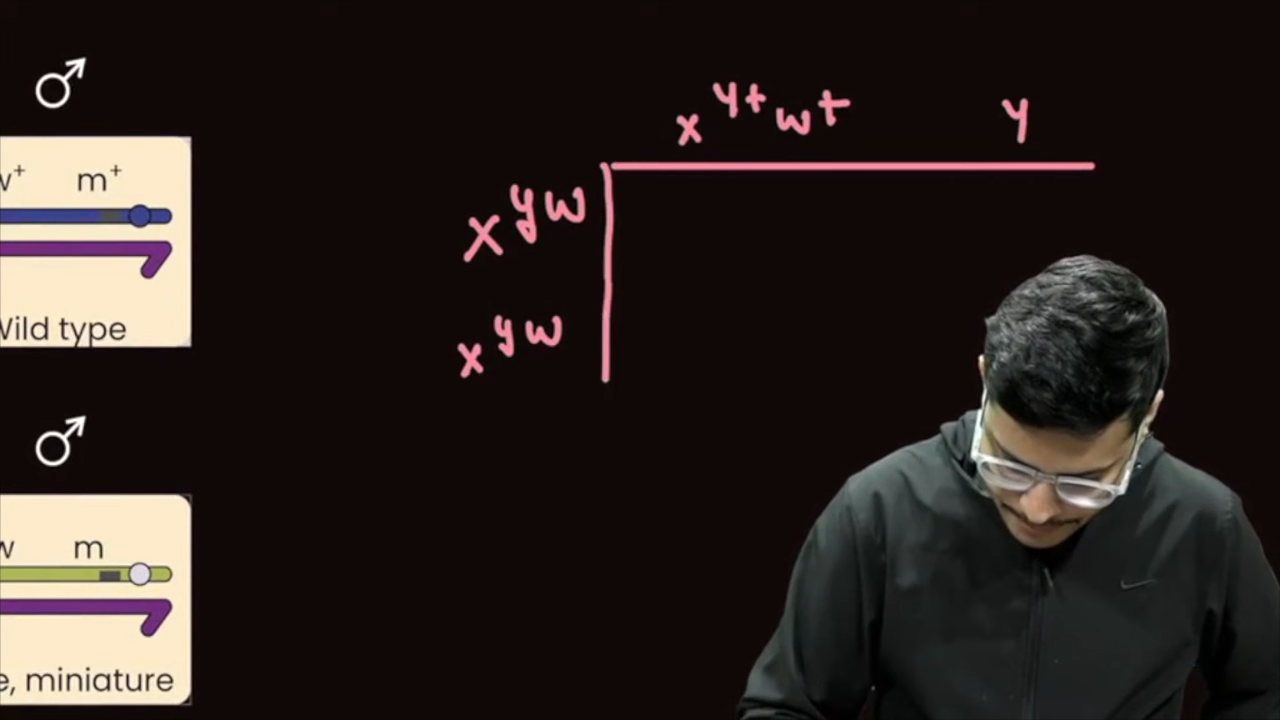 ♂
w⁺ m⁺
Wild type
♂
w m
e, miniature
x^y+ w+ y
x^yw
x^yw